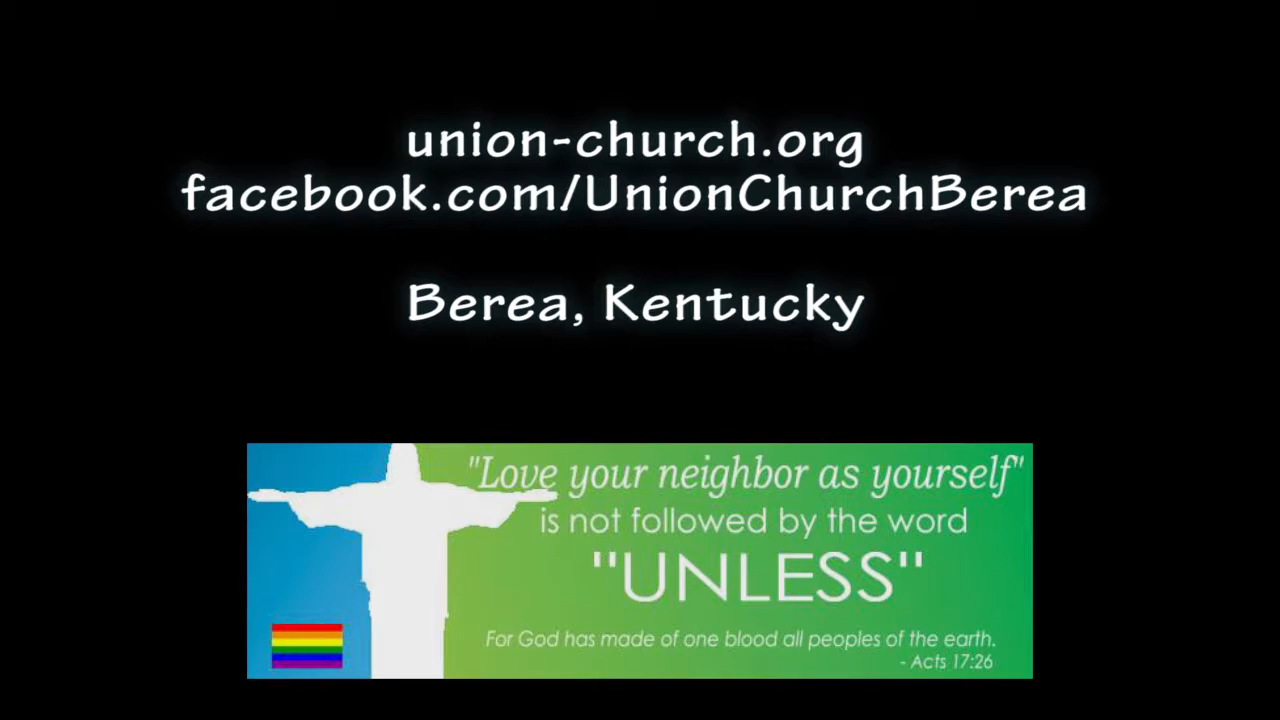 union-church.org
facebook.com/UnionChurchBerea
Berea, Kentucky
"Love your neighbor as yourself"
is not followed by the word
"UNLESS"
For God has made of one blood all peoples of the earth.
- Acts 17:26